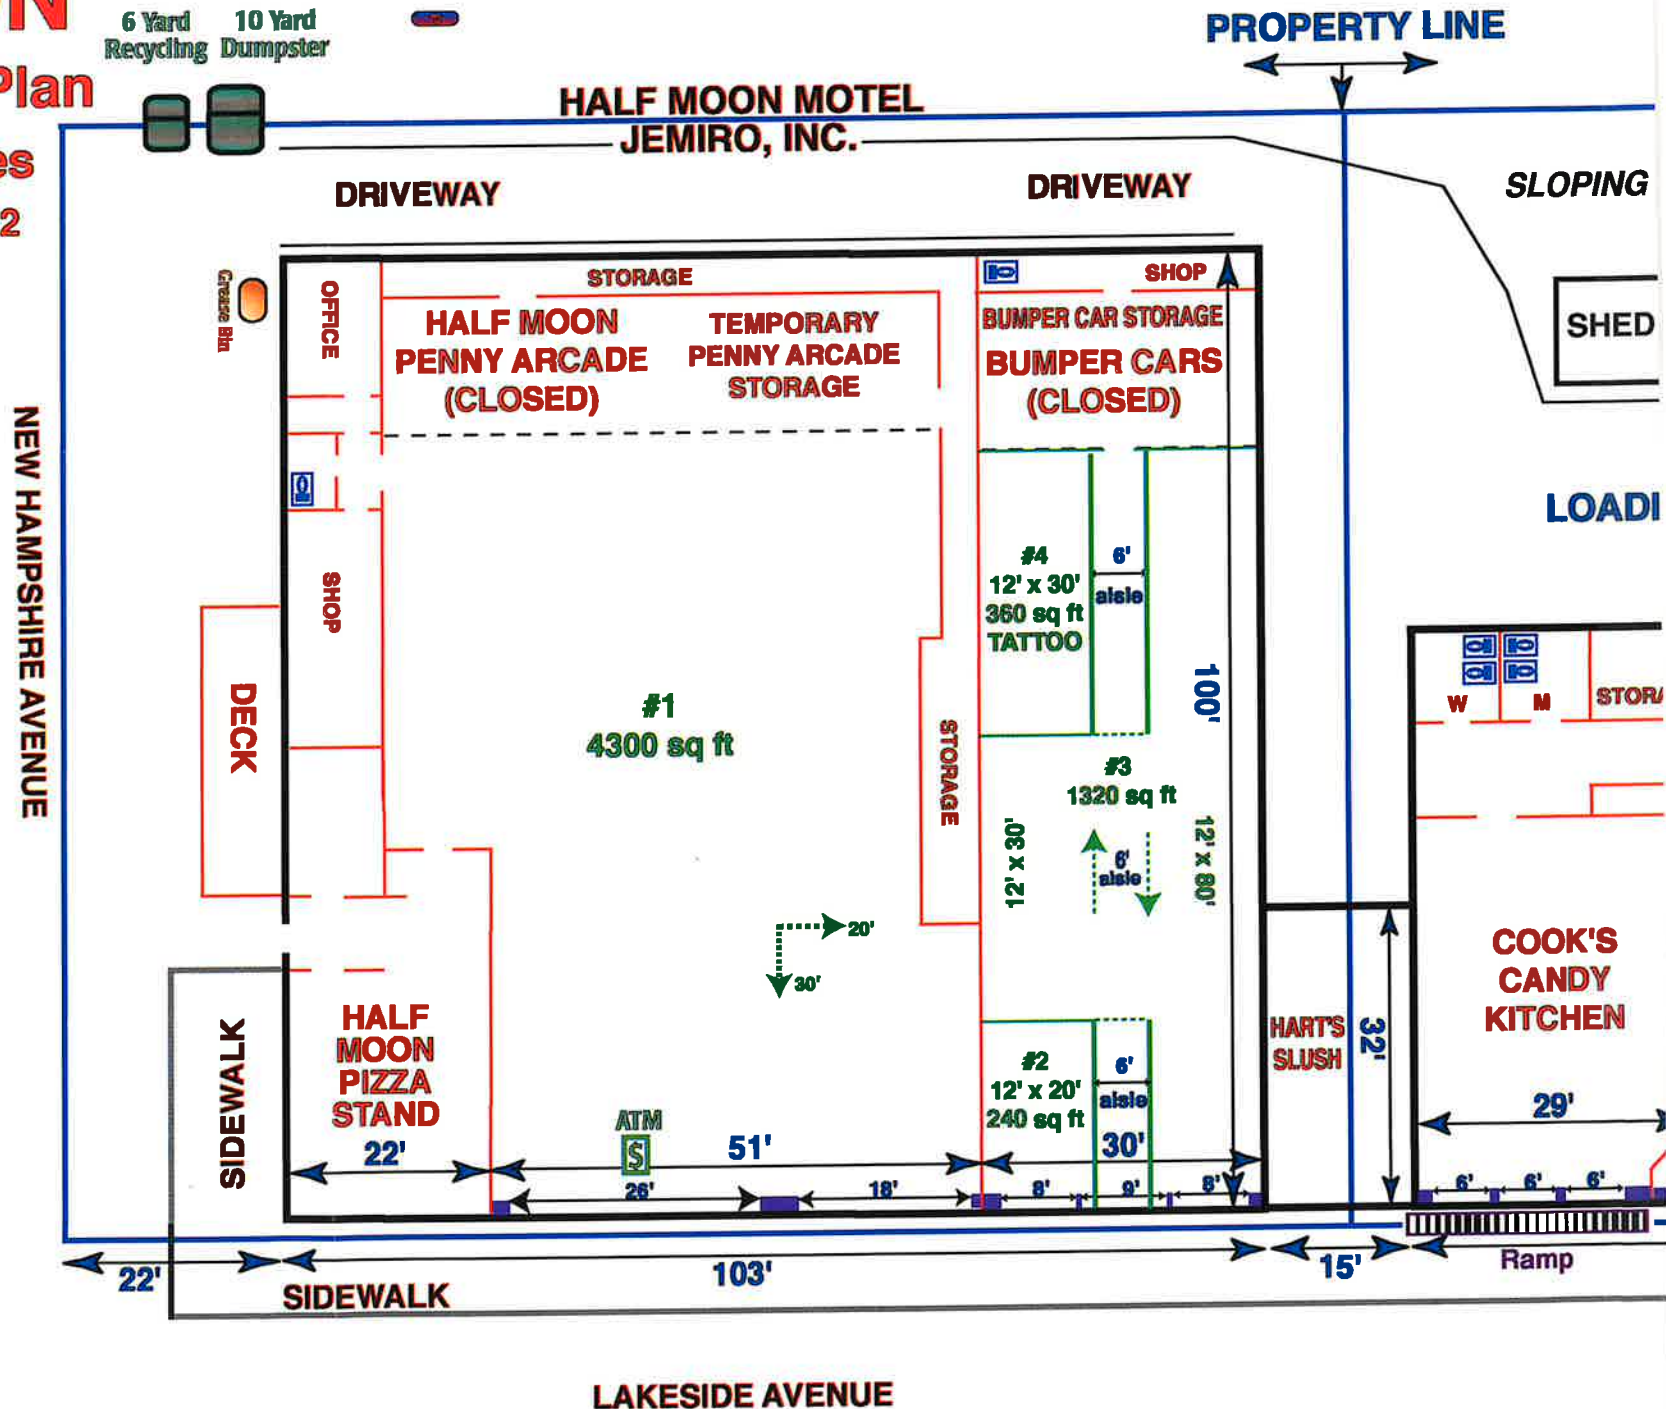 N
Plan
es
2
6 Yard
Recycling
10 Yard
Dumpster
PROPERTY LINE
HALF MOON MOTEL
JEMIRO, INC.
DRIVEWAY
DRIVEWAY
SLOPING
SHED
LOADI
NEW HAMPSHIRE AVENUE
Grease Bin
OFFICE
STORAGE
HALF MOON
PENNY ARCADE
(CLOSED)
TEMPORARY
PENNY ARCADE
STORAGE
SHOP
BUMPER CAR STORAGE
BUMPER CARS
(CLOSED)
SHOP
DECK
#1
4300 sq ft
STORAGE
#4
12' x 30'
360 sq ft
TATTOO
6'
aisle
100'
#3
1320 sq ft
12' x 30'
6'
aisle
12' x 80'
20'
30'
W
M
STORA
COOK'S
CANDY
KITCHEN
HART'S
SLUSH
32'
29'
SIDEWALK
HALF
MOON
PIZZA
STAND
22'
ATM
$
51'
#2
12' x 20'
240 sq ft
6'
aisle
30'
26'
18'
8'
9'
8'
6'
6'
6'
Ramp
22'
103'
15'
SIDEWALK
LAKESIDE AVENUE